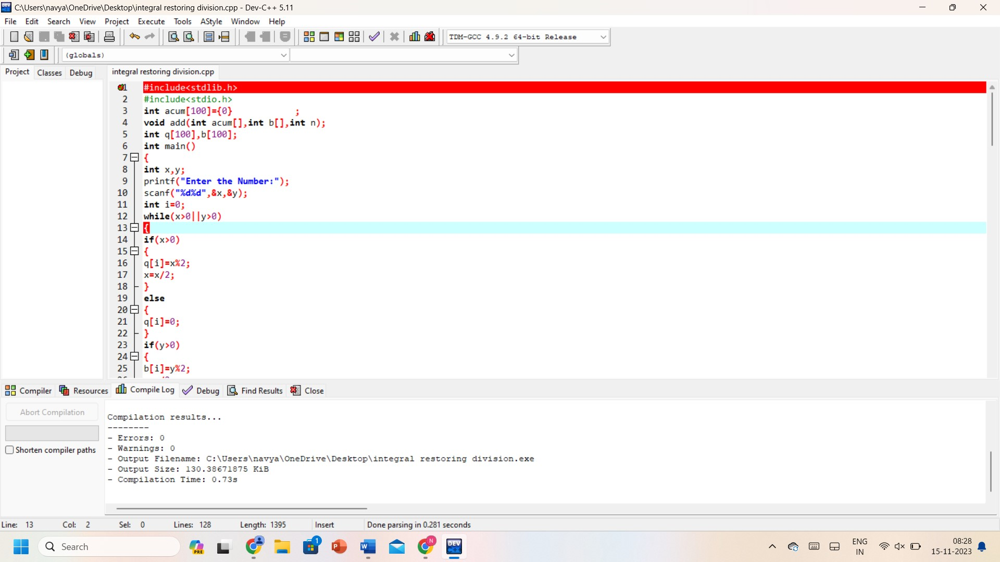 C:\Users\navya\OneDrive\Desktop\integral restoring division.cpp - Dev-C++ 5.11
File Edit Search View Project Execute Tools AStyle Window Help
TDM-GCC 4.9.2 64-bit Release
(globals)
Project Classes Debug integral restoring division.cpp
1 #include<stdlib.h>
2 #include<stdio.h>
3 int acum[100]={0} ;
4 void add(int acum[],int b[],int n);
5 int q[100],b[100];
6 int main()
7 {
8 int x,y;
9 printf("Enter the Number:");
10 scanf("%d%d",&x,&y);
11 int i=0;
12 while(x>0||y>0)
13 {
14 if(x>0)
15 {
16 q[i]=x%2;
17 x=x/2;
18 }
19 else
20 {
21 q[i]=0;
22 }
23 if(y>0)
24 {
25 b[i]=y%2;
Compiler Resources Compile Log Debug Find Results Close
Abort Compilation
Shorten compiler paths
Compilation results...
--------
- Errors: 0
- Warnings: 0
- Output Filename: C:\Users\navya\OneDrive\Desktop\integral restoring division.exe
- Output Size: 130.38671875 KiB
- Compilation Time: 0.73s
Line: 13 Col: 2 Sel: 0 Lines: 128 Length: 1395 Insert Done parsing in 0.281 seconds
Search
PRE
1
P
W
N
DEV
C++
ENG
IN
08:28
15-11-2023